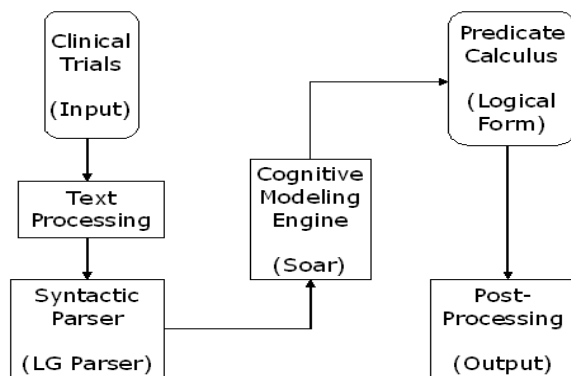 Clinical
Trials
(Input)
Text
Processing
Syntactic
Parser
(LG Parser)
Cognitive
Modeling
Engine
(Soar)
Predicate
Calculus
(Logical
Form)
Post-
Processing
(Output)